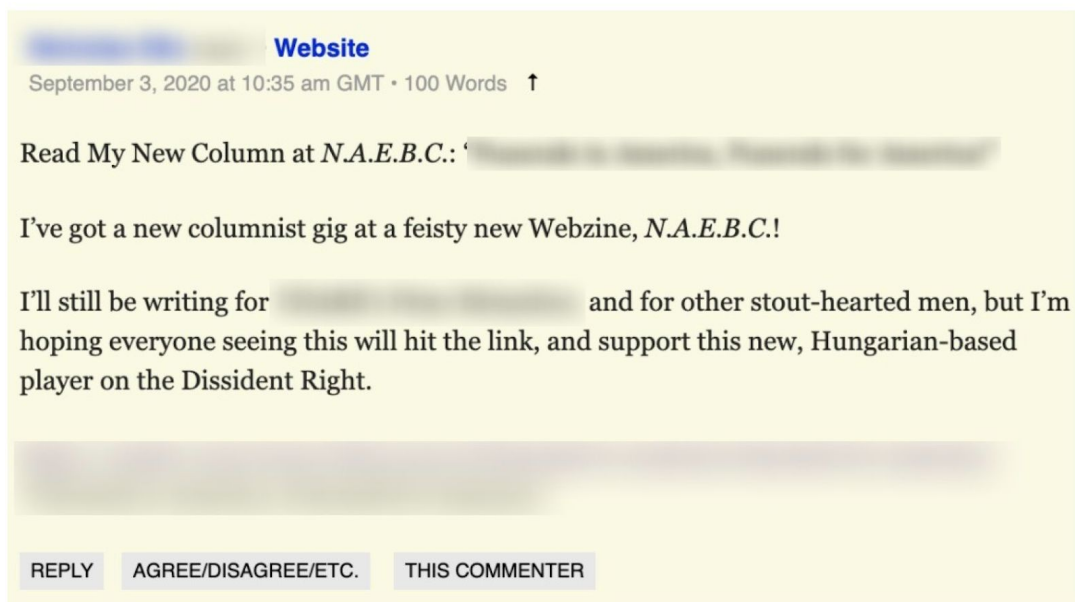 Website
September 3, 2020 at 10:35 am GMT • 100 Words ↑
Read My New Column at N.A.E.B.C.: ‘
I’ve got a new columnist gig at a feisty new Webzine, N.A.E.B.C.!
I’ll still be writing for and for other stout-hearted men, but I’m
hoping everyone seeing this will hit the link, and support this new, Hungarian-based
player on the Dissident Right.
REPLY AGREE/DISAGREE/ETC. THIS COMMENTER